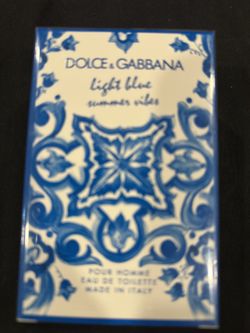 DOLCE & GABBANA
light blue
summer vibes
POUR HOMME
EAU DE TOILETTE
MADE IN ITALY